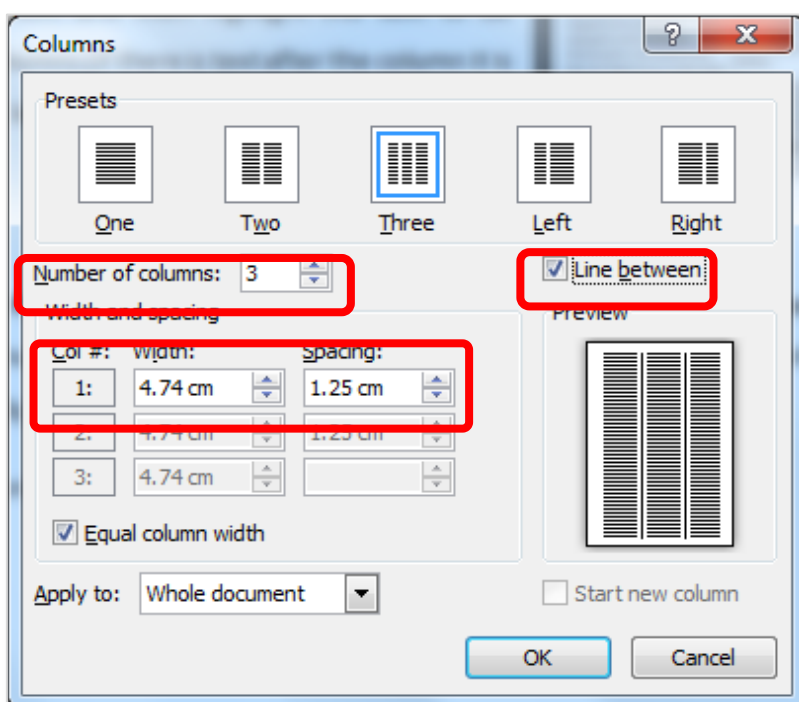 Columns
Presets
One Two Three Left Right
Number of columns: 3
Line between
Width and spacing
Preview
Col #: Width: Spacing:
1: 4.74 cm 1.25 cm
2: 4.74 cm 1.25 cm
3: 4.74 cm
Equal column width
Apply to: Whole document
Start new column
OK Cancel